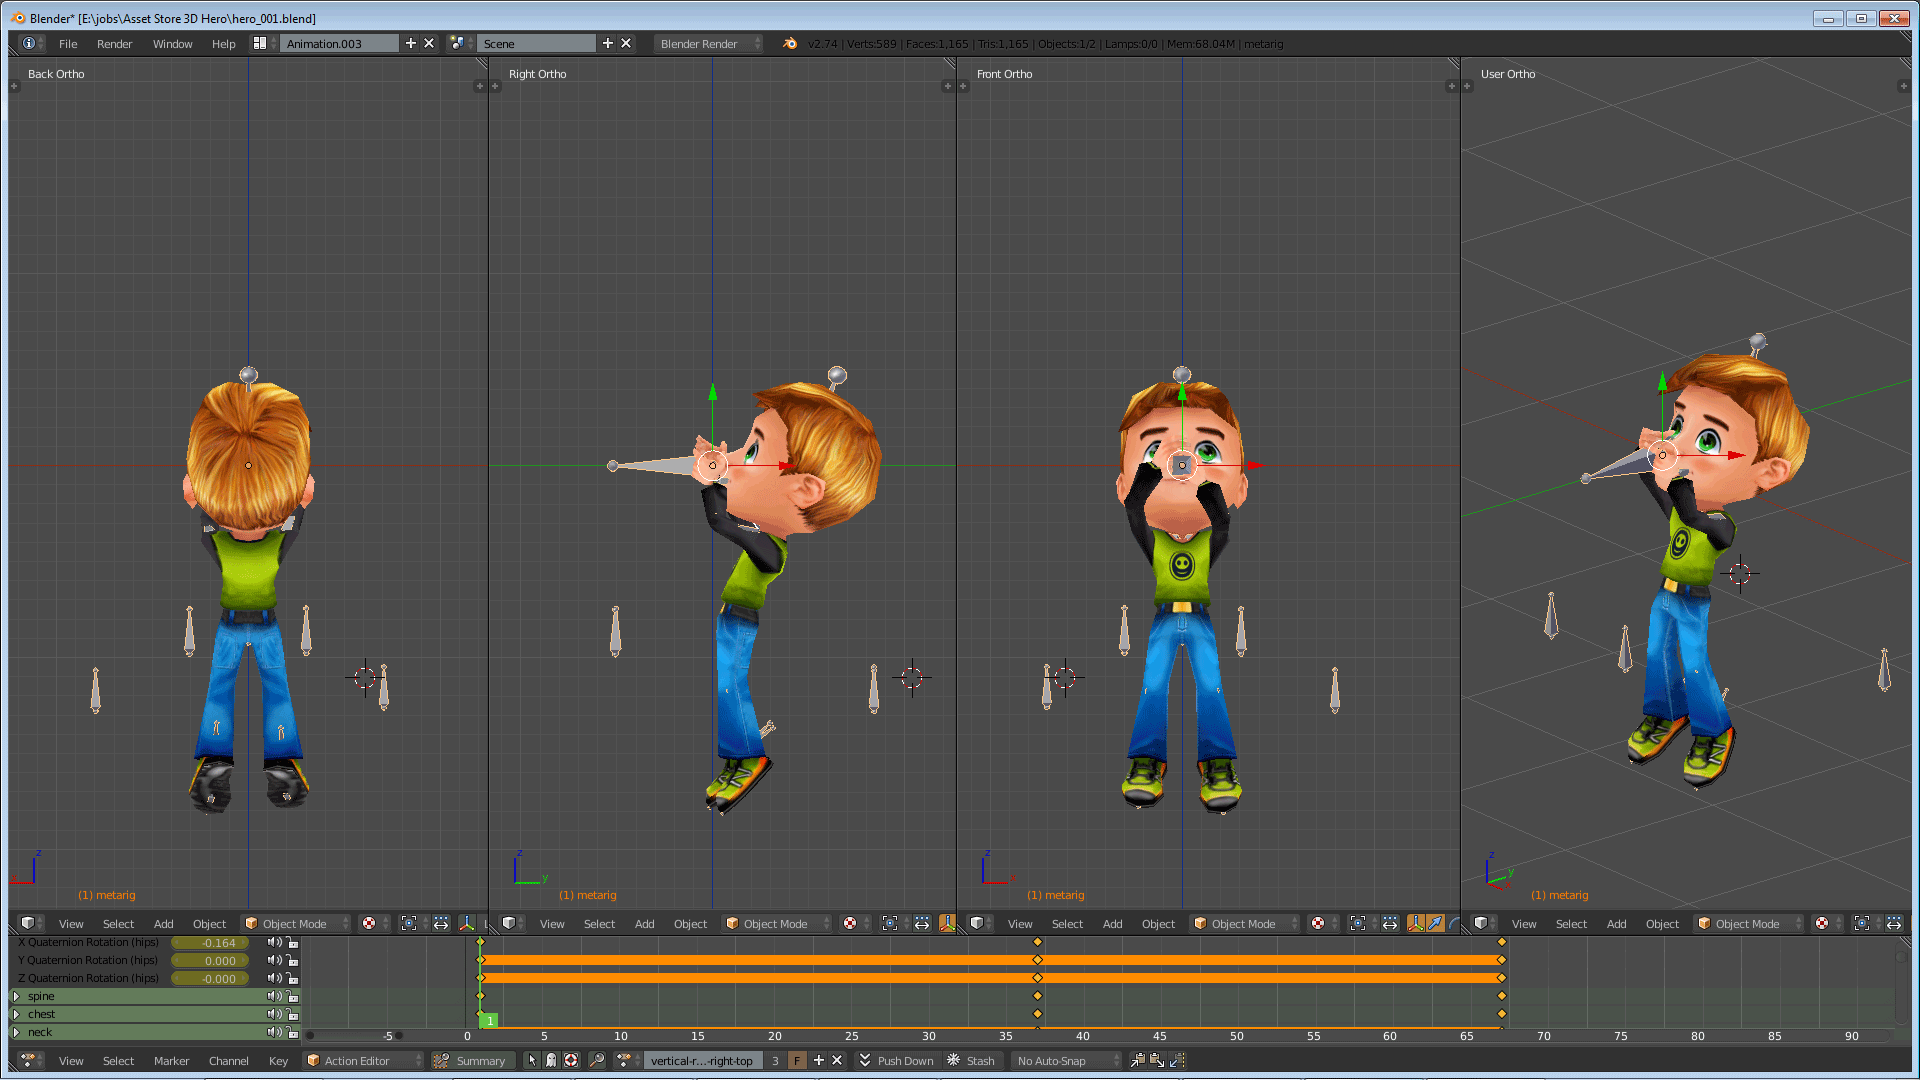 Blender* [E:\jobs\Asset Store 3D Hero\hero_001.blend]
File Render Window Help Animation.003 Scene Blender Render v2.74 | Verts:589 | Faces:1,165 | Tris:1,165 | Objects:1/2 | Lamps:0/0 | Mem:68.04M | metarig
Back Ortho Right Ortho Front Ortho User Ortho
z z z z
y y
x x
(1) metarig (1) metarig (1) metarig (1) metarig
View Select Add Object Object Mode View Select Add Object Object Mode View Select Add Object Object Mode View Select Add Object Object Mode
X Quaternion Rotation (hips) -0.164
Y Quaternion Rotation (hips) 0.000
Z Quaternion Rotation (hips) -0.000
spine
chest
1
neck
-5 0 5 10 15 20 25 30 35 40 45 50 55 60 65 70 75 80 85 90
View Select Marker Channel Key Action Editor Summary vertical-r...-right-top 3 F Push Down Stash No Auto-Snap